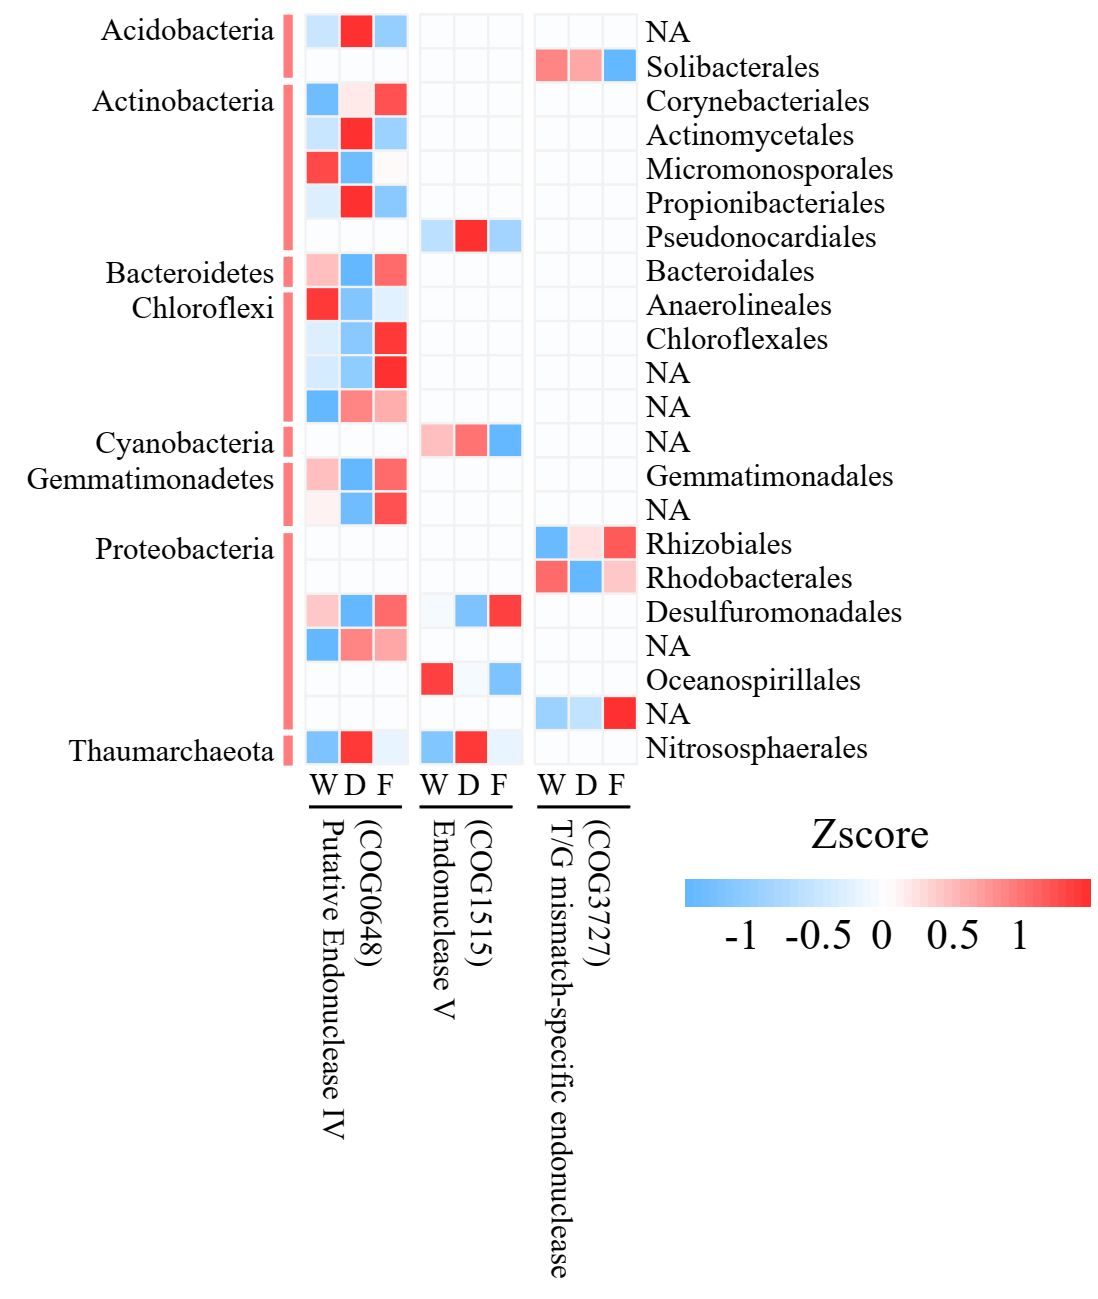 Acidobacteria
NA
Solibacterales
Actinobacteria
Corynebacteriales
Actinomycetales
Micromonosporales
Propionibacteriales
Pseudonocardiales
Bacteroidetes
Bacteroidales
Chloroflexi
Anaerolineales
Chloroflexales
NA
NA
Cyanobacteria
NA
Gemmatimonadetes
Gemmatimonadales
NA
Proteobacteria
Rhizobiales
Rhodobacterales
Desulfuromonadales
NA
Oceanospirillales
NA
Thaumarchaeota
Nitrososphaerales
W D F
W D F
W D F
(COG0648)
Putative Endonuclease IV
(COG1515)
Endonuclease V
(COG3727)
T/G mismatch-specific endonuclease
Zscore
-1 -0.5 0 0.5 1